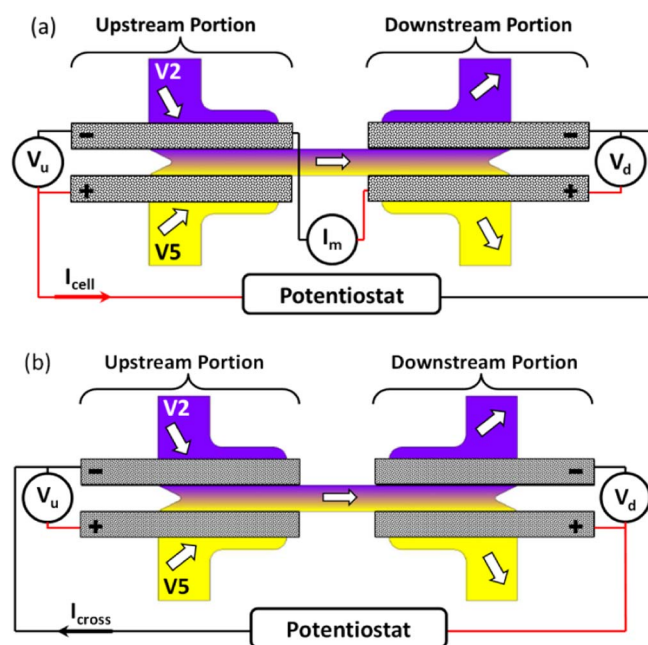 (a)
Upstream Portion
Downstream Portion
V2
− −
Vu Vd
+ +
Im
V5
Icell
Potentiostat
(b)
Upstream Portion
Downstream Portion
V2
− −
Vu Vd
+ +
V5
Icross
Potentiostat